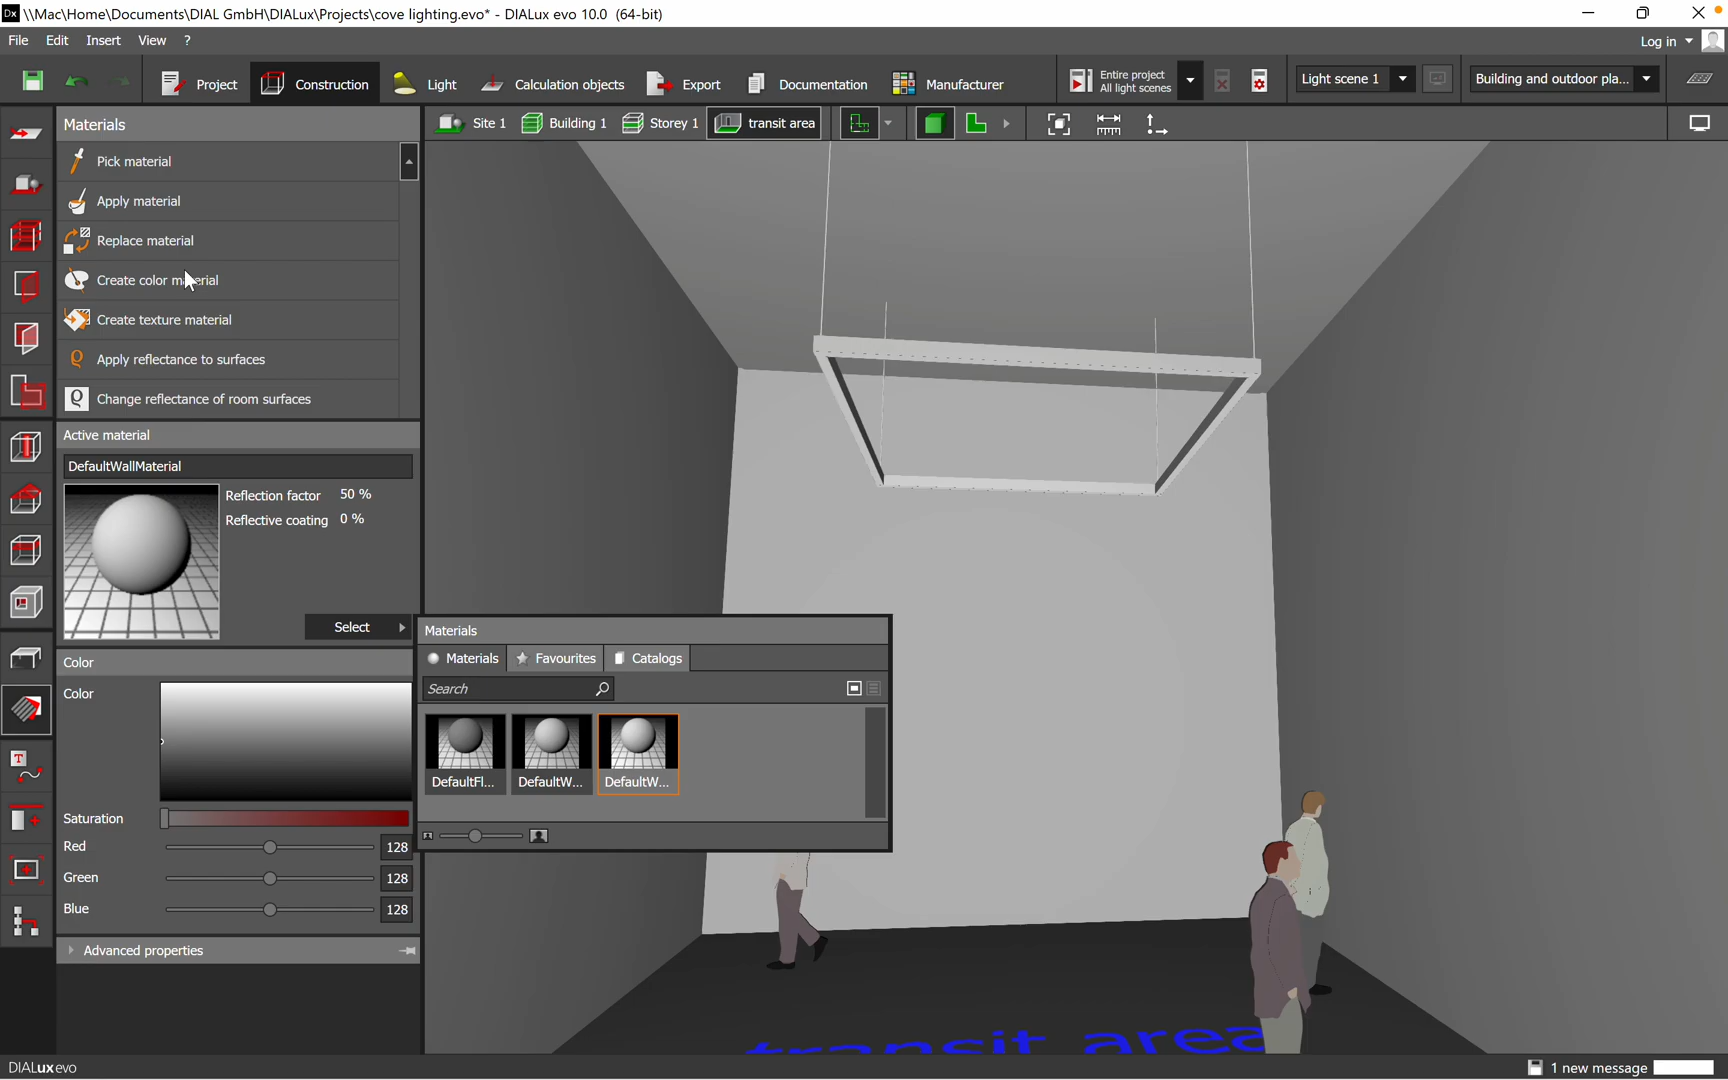 \\Mac\Home\Documents\DIAL GmbH\DIALux\Projects\cove lighting.evo* - DIALux evo 10.0 (64-bit)
File Edit Insert View ?
Log in
Project Construction Light Calculation objects Export Documentation Manufacturer
Entire project
All light scenes
Light scene 1
Building and outdoor pla...
Materials
Site 1 Building 1 Storey 1 transit area
Pick material
Apply material
Replace material
Create color material
Create texture material
Apply reflectance to surfaces
Change reflectance of room surfaces
Active material
DefaultWallMaterial
Reflection factor 50 %
Reflective coating 0 %
Select
Materials
Materials Favourites Catalogs
Search
DefaultFl... DefaultW... DefaultW...
Color
Color
Saturation
Red 128
Green 128
Blue 128
Advanced properties
transit area
DIALux evo
1 new message